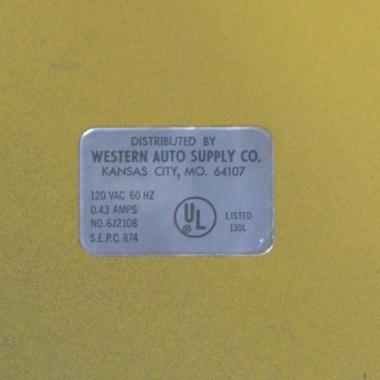 DISTRIBUTED BY
WESTERN AUTO SUPPLY CO.
KANSAS CITY, MO. 64107
120 VAC 60 HZ
0.43 AMPS
NO. 6J2108
S.E.P.C. 874
UL ®
LISTED
130L